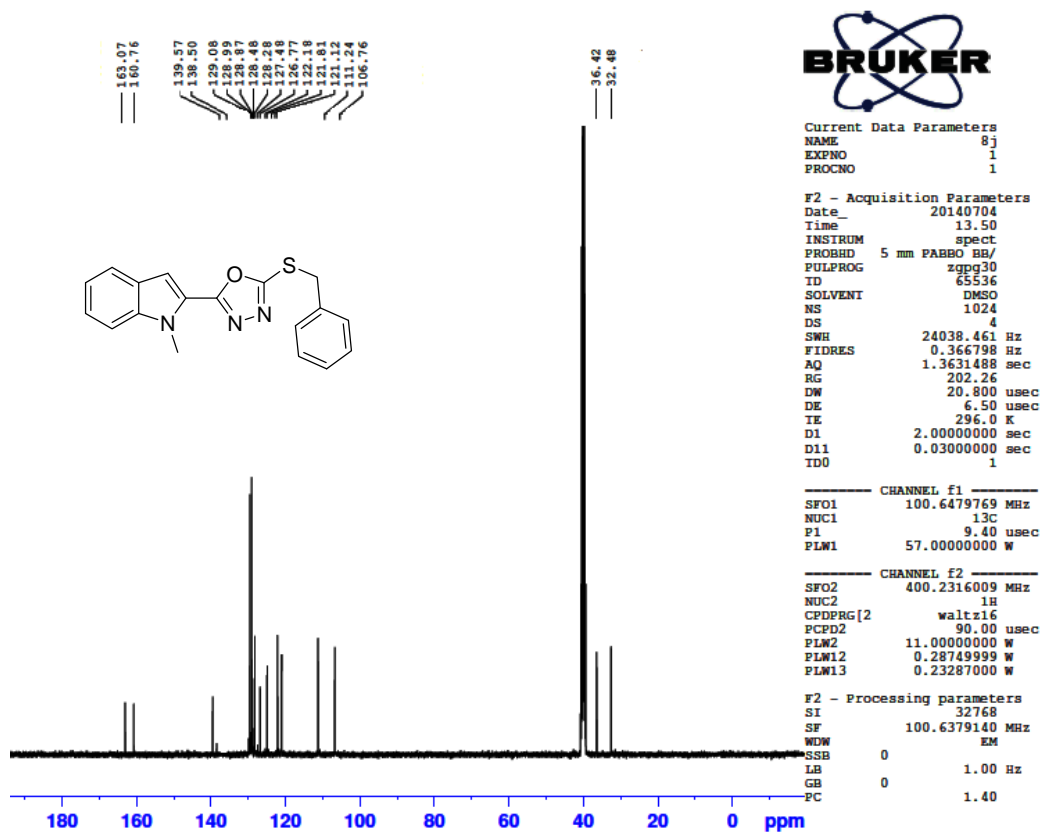 163.07
160.76
139.57
138.50
129.08
128.99
128.87
128.48
128.28
127.48
126.77
122.18
121.81
121.12
111.24
106.76
36.42
32.48
BRUKER
Current Data Parameters
NAME 8j
EXPNO 1
PROCNO 1
F2 - Acquisition Parameters
Date_ 20140704
Time 13.50
INSTRUM spect
PROBHD 5 mm PABBO BB/
PULPROG zgpg30
TD 65536
SOLVENT DMSO
NS 1024
DS 4
SWH 24038.461 Hz
FIDRES 0.366798 Hz
AQ 1.3631488 sec
RG 202.26
DW 20.800 usec
DE 6.50 usec
TE 296.0 K
D1 2.00000000 sec
D11 0.03000000 sec
TD0 1
======== CHANNEL f1 ========
SFO1 100.6479769 MHz
NUC1 13C
P1 9.40 usec
PLW1 57.00000000 W
======== CHANNEL f2 ========
SFO2 400.2316009 MHz
NUC2 1H
CPDPRG[2 waltz16
PCPD2 90.00 usec
PLW2 11.00000000 W
PLW12 0.28749999 W
PLW13 0.23287000 W
F2 - Processing parameters
SI 32768
SF 100.6379140 MHz
WDW EM
SSB 0
LB 1.00 Hz
GB 0
PC 1.40
O
S
N
N
N
180 160 140 120 100 80 60 40 20 0 ppm